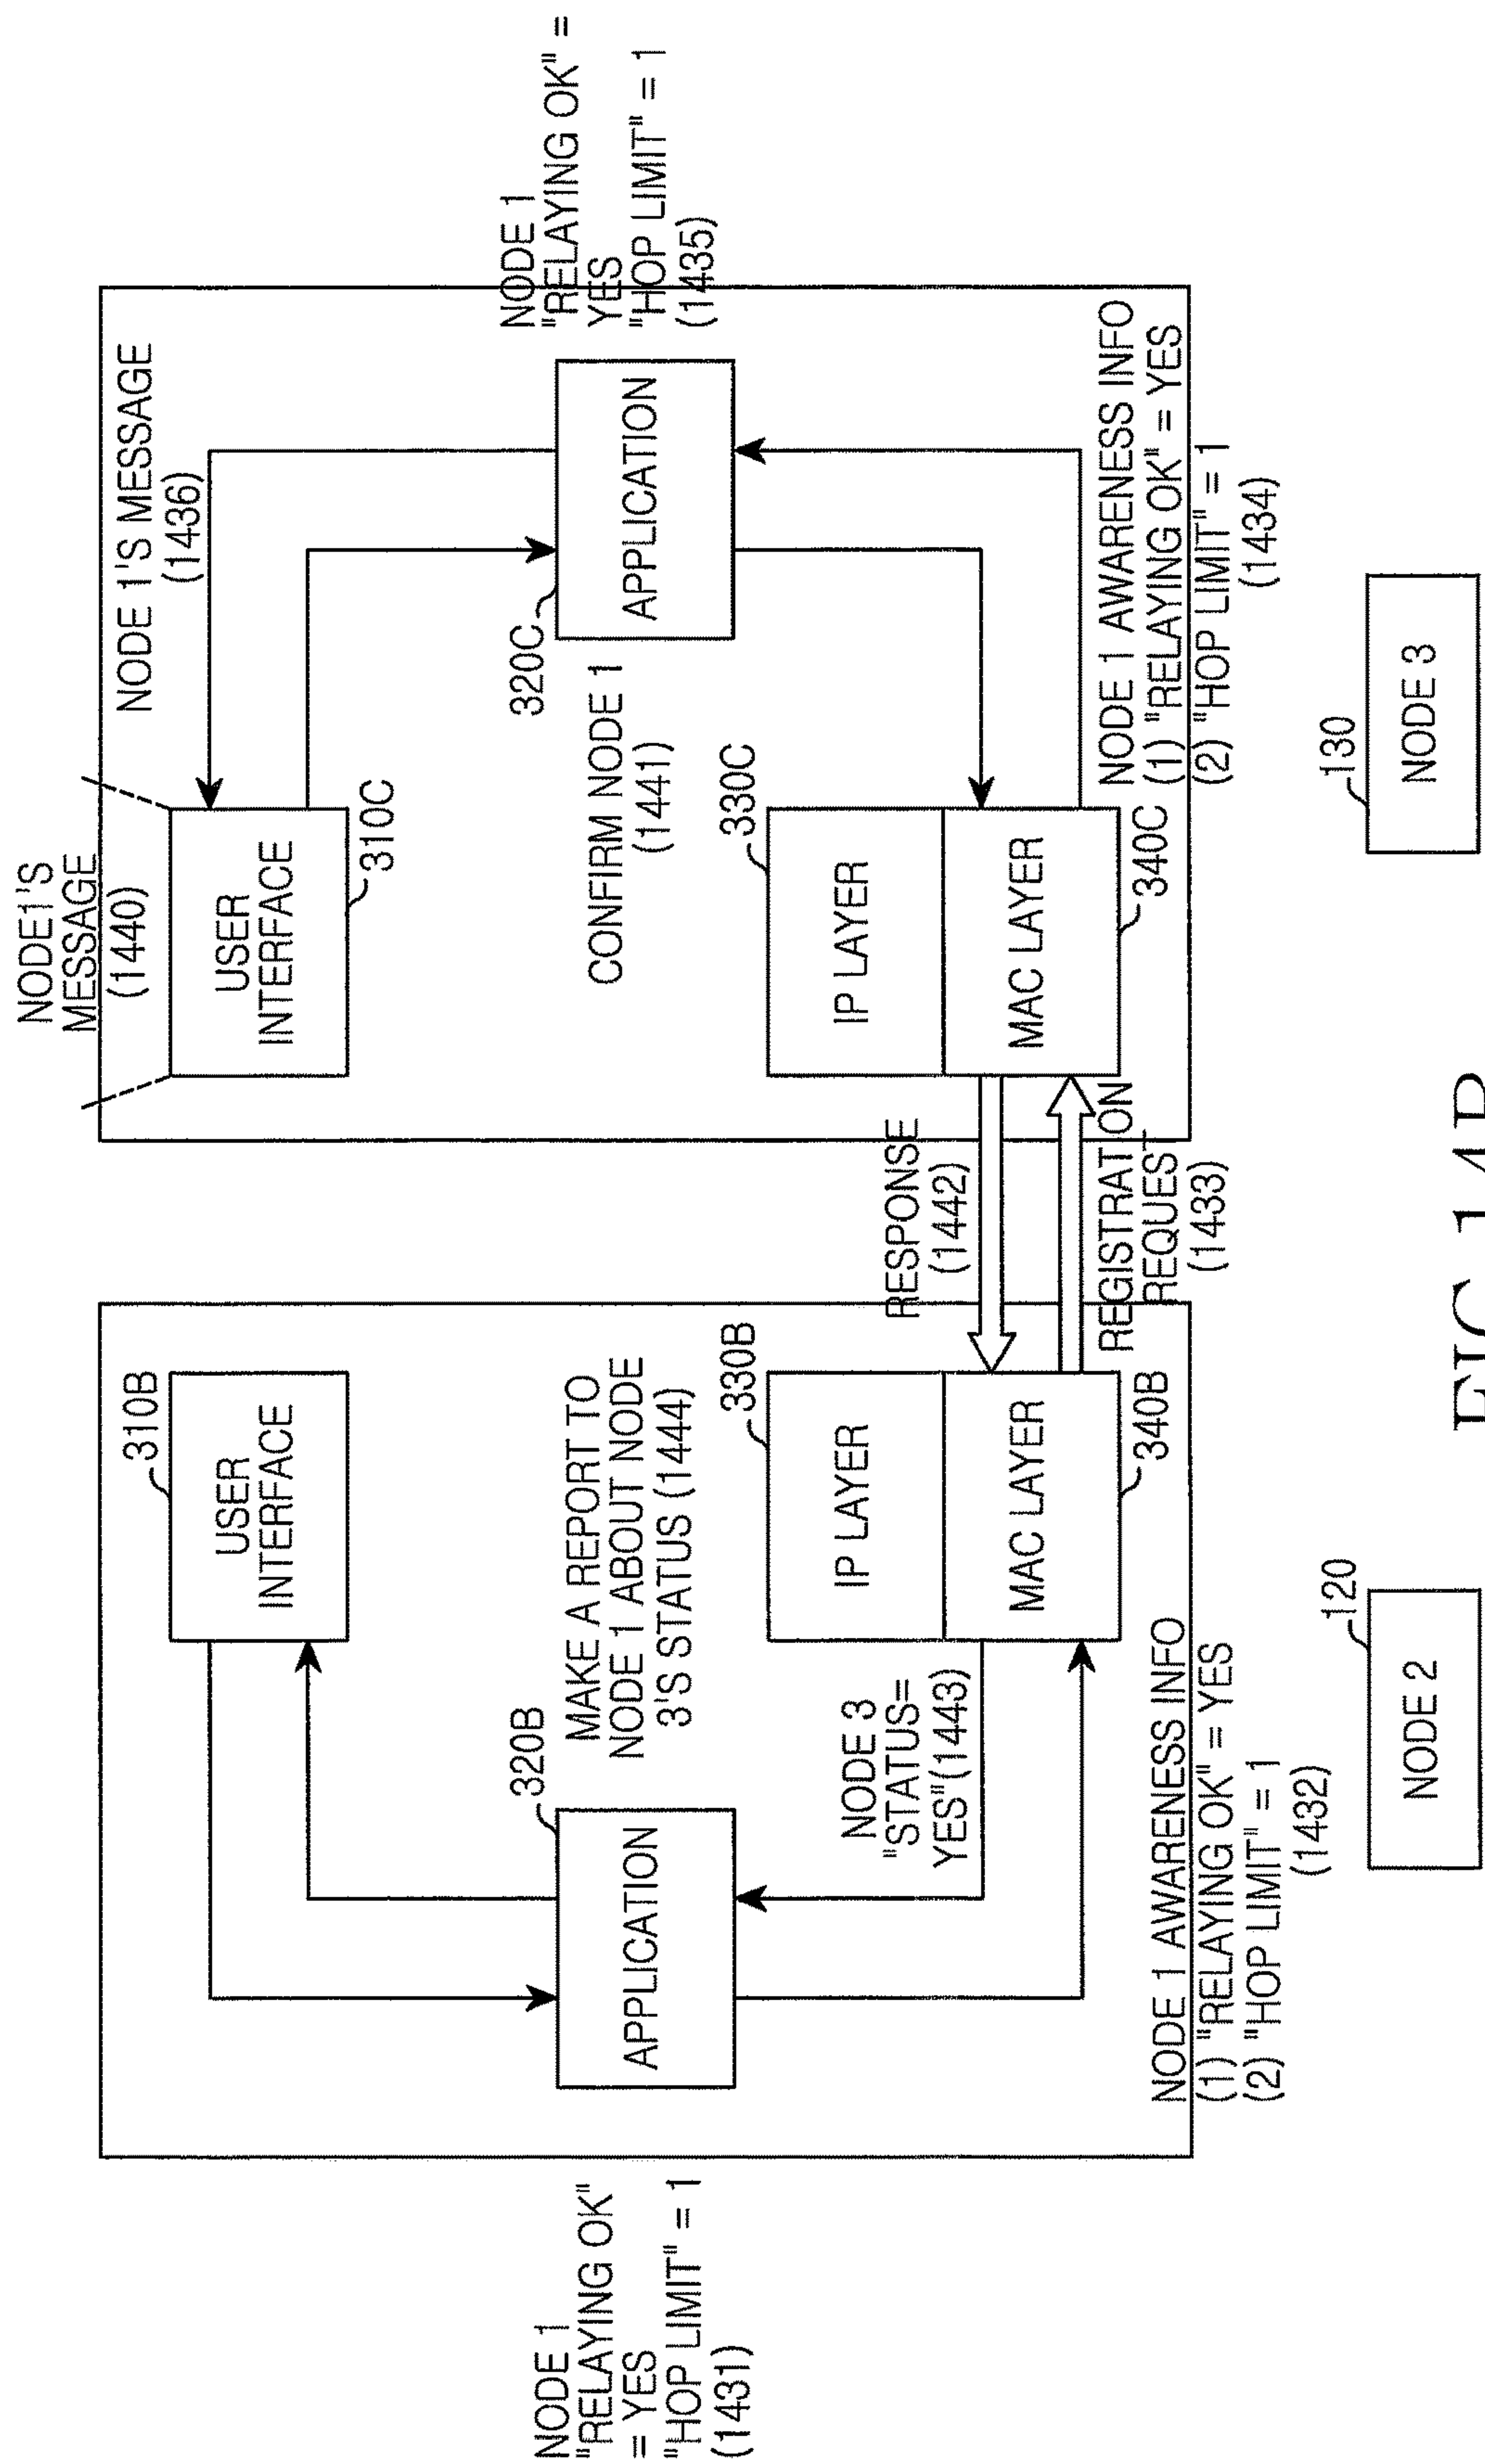 NODE 1
"RELAYING OK"
= YES
"HOP LIMIT" = 1
(1431)
310B
USER
INTERFACE
320B
APPLICATION
MAKE A REPORT TO
NODE 1 ABOUT NODE
3'S STATUS (1444)
330B
IP LAYER
MAC LAYER
340B
NODE 3
"STATUS=
YES"(1443)
NODE 1 AWARENESS INFO
(1) "RELAYING OK" = YES
(2) "HOP LIMIT" = 1
(1432)
120
NODE 2
RESPONSE
(1442)
REGISTRATION
REQUEST
(1433)
NODE1'S
MESSAGE
(1440)
USER
INTERFACE
310C
NODE 1'S MESSAGE
(1436)
CONFIRM NODE 1
(1441)
320C
APPLICATION
NODE 1
"RELAYING OK" =
YES
"HOP LIMIT" = 1
(1435)
330C
IP LAYER
MAC LAYER
340C
NODE 1 AWARENESS INFO
(1) "RELAYING OK" = YES
(2) "HOP LIMIT" = 1
(1434)
130
NODE 3
FIG. 14B